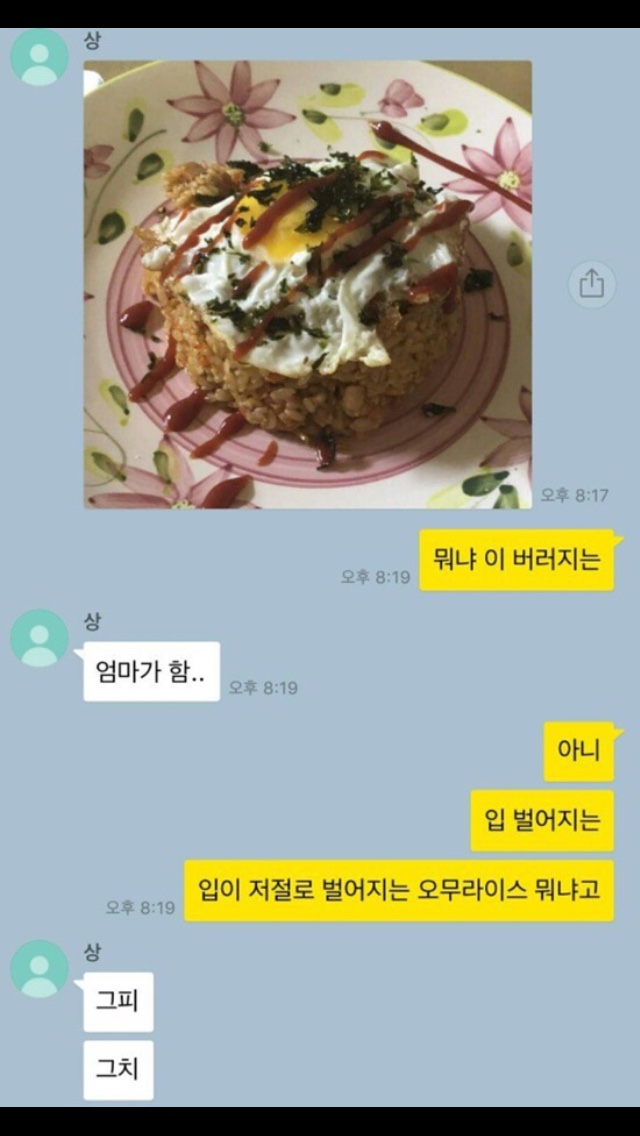 상
오후 8:17
뭐냐 이 버러지는
오후 8:19
상
엄마가 함..
오후 8:19
아니
입 벌어지는
입이 저절로 벌어지는 오무라이스 뭐냐고
오후 8:19
상
그피
그치